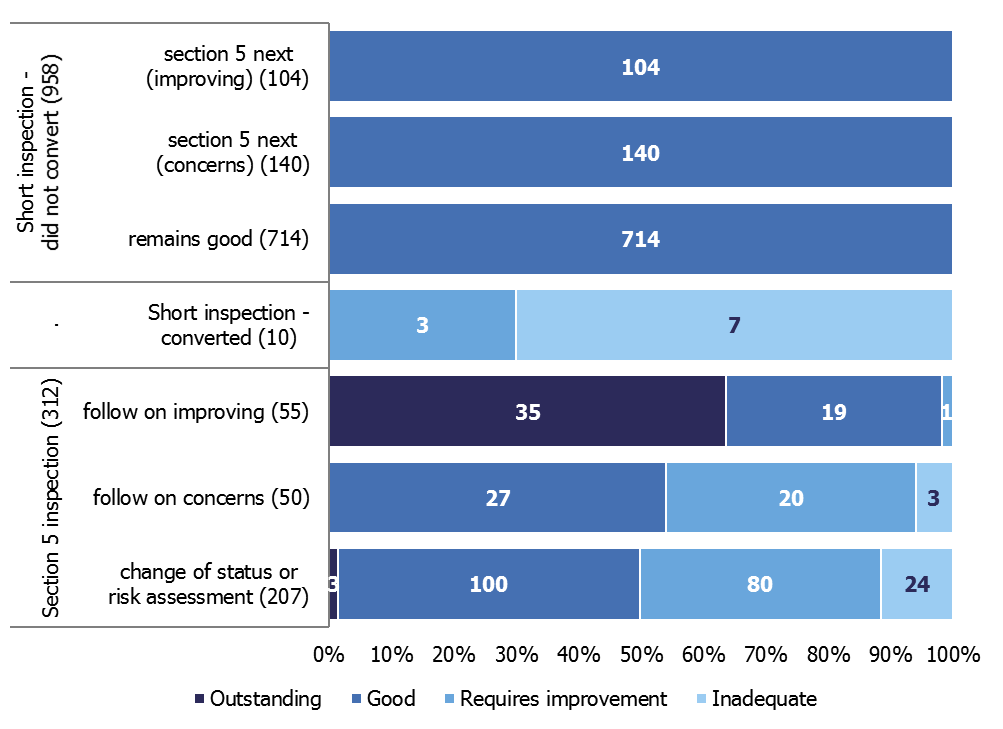 Short inspection -
did not convert (958)
section 5 next
(improving) (104)
104
section 5 next
(concerns) (140)
140
remains good (714)
714
.
Short inspection -
converted (10)
3
7
Section 5 inspection (312)
follow on improving (55)
35
19
1
follow on concerns (50)
27
20
3
change of status or
risk assessment (207)
3
100
80
24
0% 10% 20% 30% 40% 50% 60% 70% 80% 90% 100%
Outstanding Good Requires improvement Inadequate